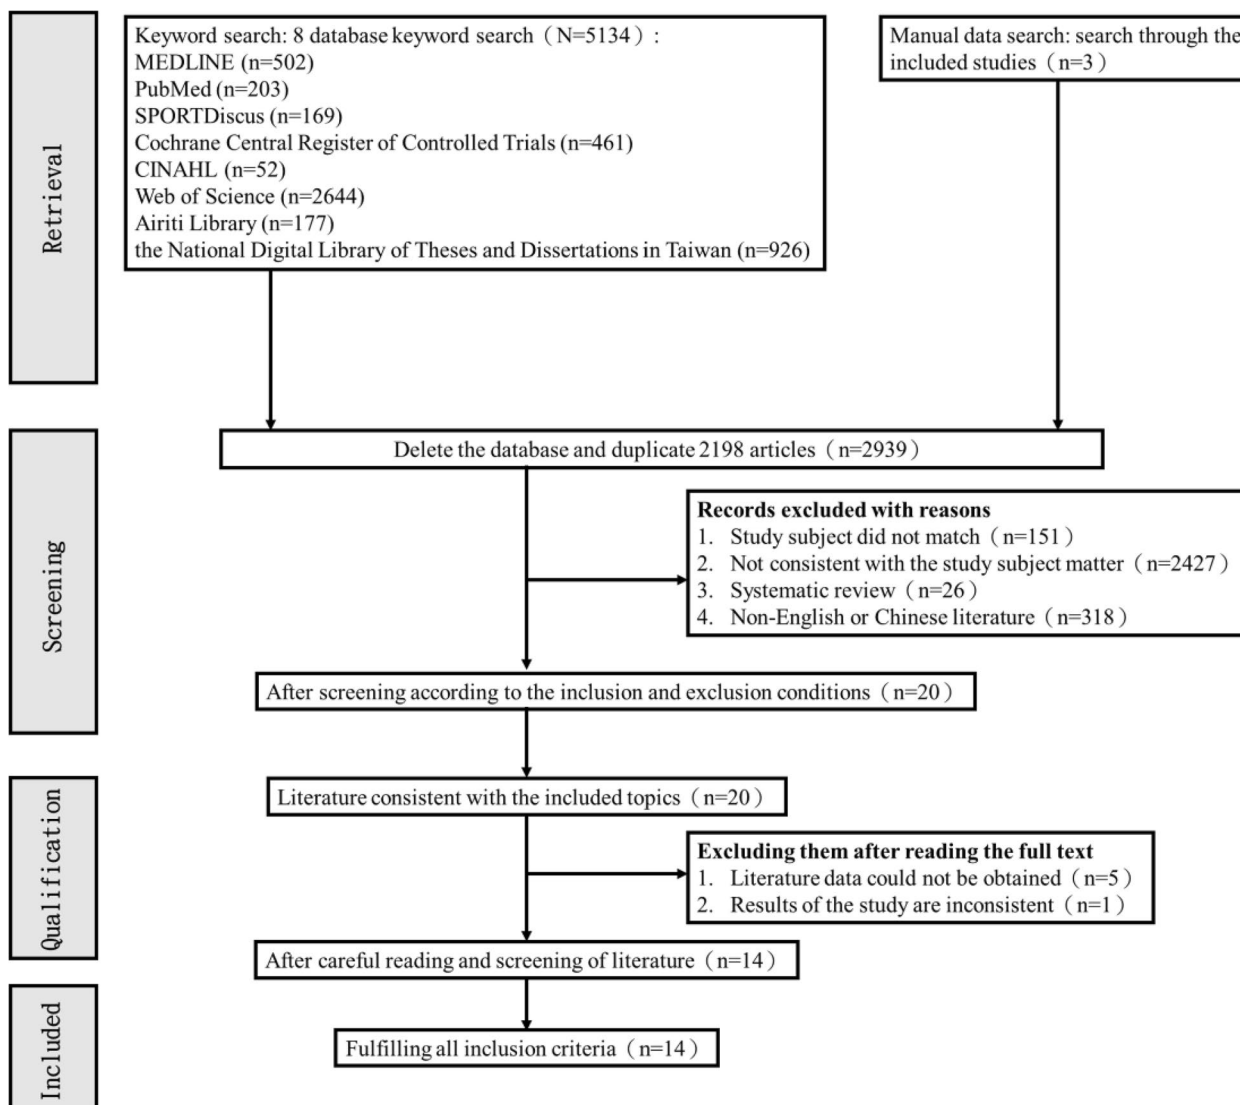 Retrieval
Keyword search: 8 database keyword search（N=5134）:
MEDLINE (n=502)
PubMed (n=203)
SPORTDiscus (n=169)
Cochrane Central Register of Controlled Trials (n=461)
CINAHL (n=52)
Web of Science (n=2644)
Airiti Library (n=177)
the National Digital Library of Theses and Dissertations in Taiwan (n=926)
Manual data search: search through the
included studies（n=3）
Screening
Delete the database and duplicate 2198 articles（n=2939）
Records excluded with reasons
1. Study subject did not match（n=151）
2. Not consistent with the study subject matter（n=2427）
3. Systematic review（n=26）
4. Non-English or Chinese literature（n=318）
After screening according to the inclusion and exclusion conditions（n=20）
Qualification
Literature consistent with the included topics（n=20）
Excluding them after reading the full text
1. Literature data could not be obtained（n=5）
2. Results of the study are inconsistent（n=1）
After careful reading and screening of literature（n=14）
Included
Fulfilling all inclusion criteria（n=14）